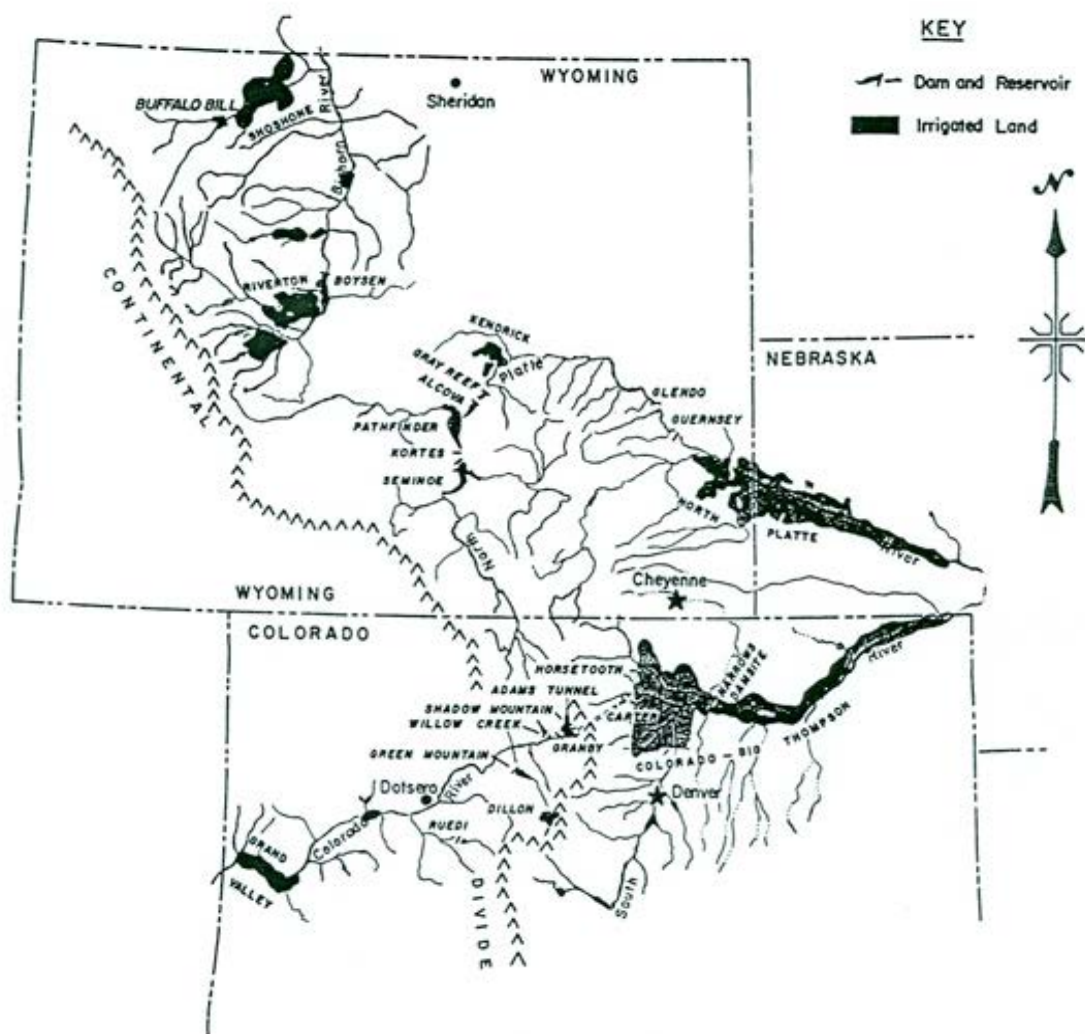 KEY
Dam and Reservoir
Irrigated Land
N
WYOMING
Sheridan
BUFFALO BILL
SHOSHONE
Bighorn River
CONTINENTAL
RIVERTON
BOYSEN
KENDRICK
GRAY REEF
ALCOVA
Platte
PATHFINDER
KORTES
SEMINOE
GLENDO
GUERNSEY
NEBRASKA
NORTH PLATTE River
North
Cheyenne
WYOMING
COLORADO
HORSETOOTH
ADAMS TUNNEL
SHADOW MOUNTAIN
WILLOW CREEK
CARTER
GRANBY
GREEN MOUNTAIN
NARROWS DAMSITE
River
COLORADO - BIG THOMPSON
Dotsero
Denver
DILLON
RUEDI
Colorado River
GRAND VALLEY
South
DIVIDE